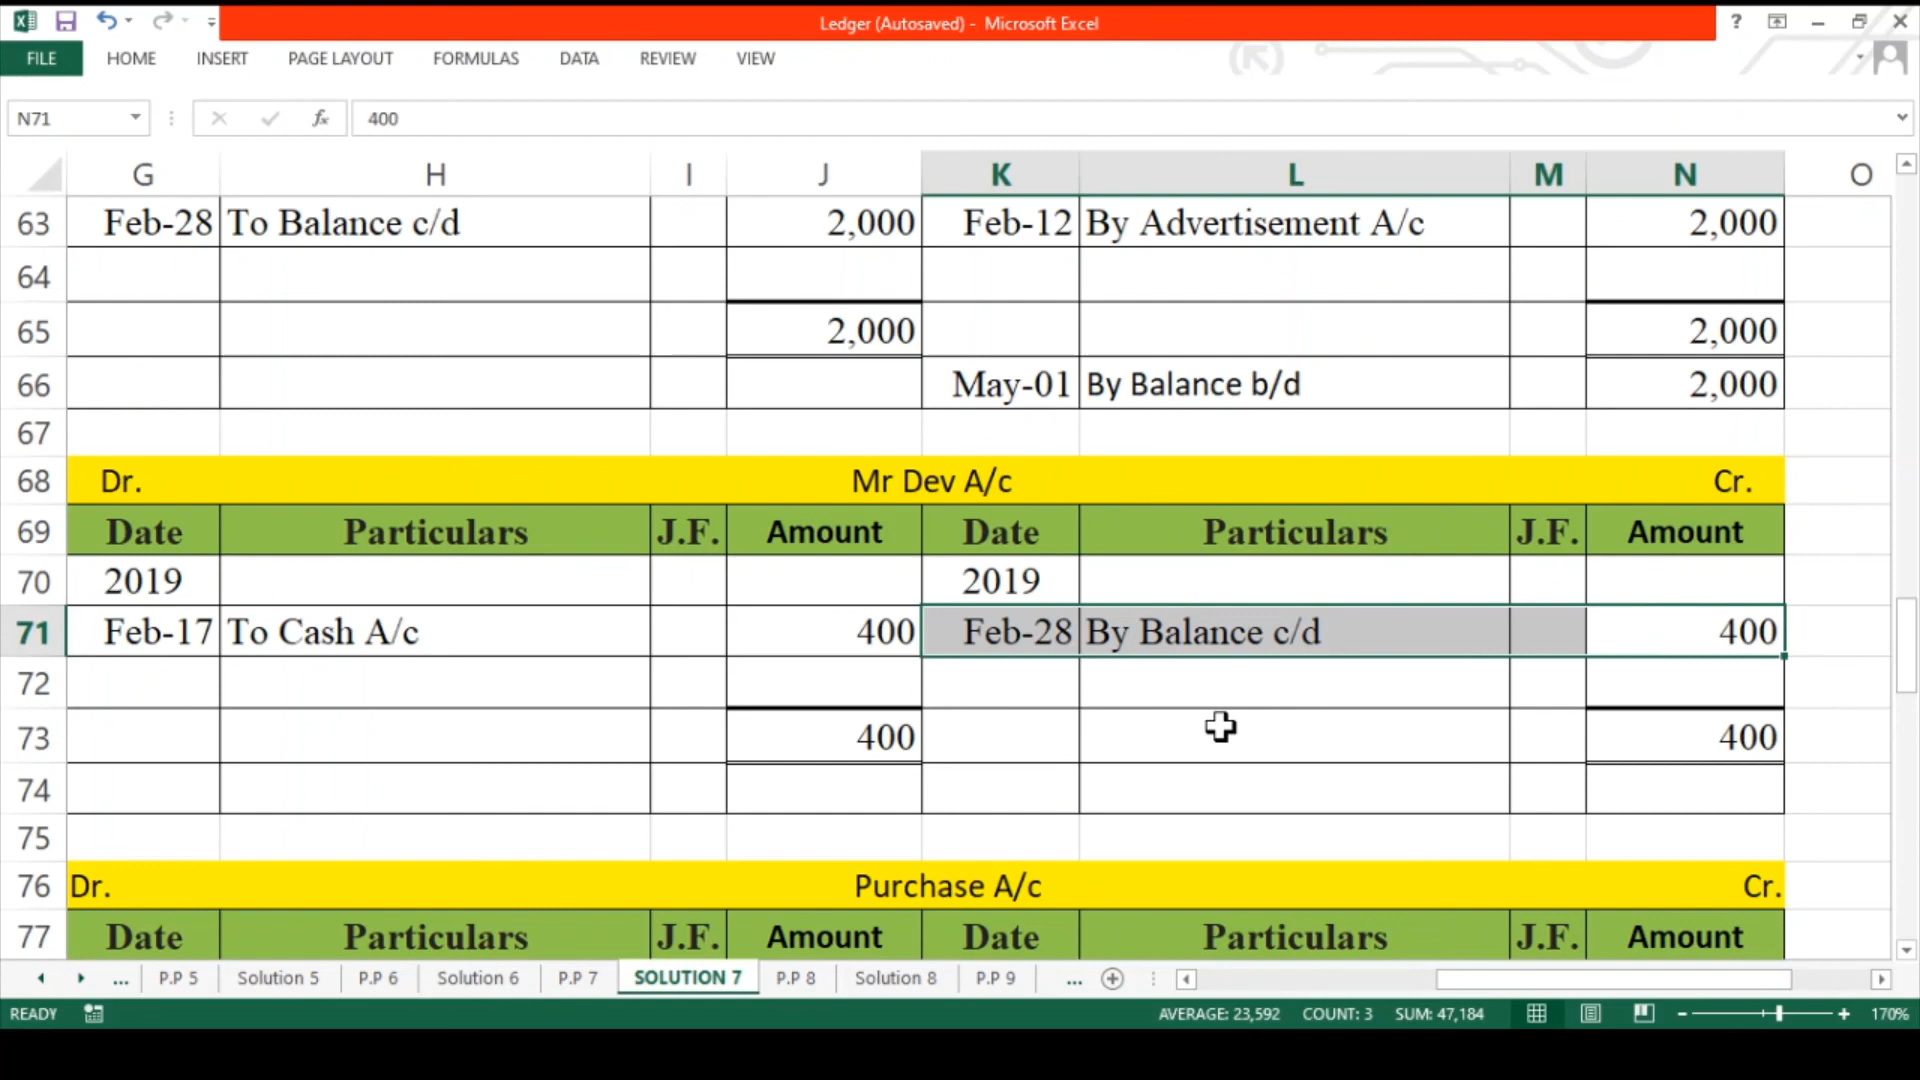 Ledger (Autosaved) - Microsoft Excel ?
FILE HOME INSERT PAGE LAYOUT FORMULAS DATA REVIEW VIEW
N71 fx 400
G H I J K L M N O
63 Feb-28 To Balance c/d 2,000 Feb-12 By Advertisement A/c 2,000
64
65 2,000 2,000
66 May-01 By Balance b/d 2,000
67
68 Dr. Mr Dev A/c Cr.
69 Date Particulars J.F. Amount Date Particulars J.F. Amount
70 2019 2019
71 Feb-17 To Cash A/c 400 Feb-28 By Balance c/d 400
72
73 400 400
74
75
76 Dr. Purchase A/c Cr.
77 Date Particulars J.F. Amount Date Particulars J.F. Amount
... P.P 5 Solution 5 P.P 6 Solution 6 P.P 7 SOLUTION 7 P.P 8 Solution 8 P.P 9 ...
READY AVERAGE: 23,592 COUNT: 3 SUM: 47,184 170%